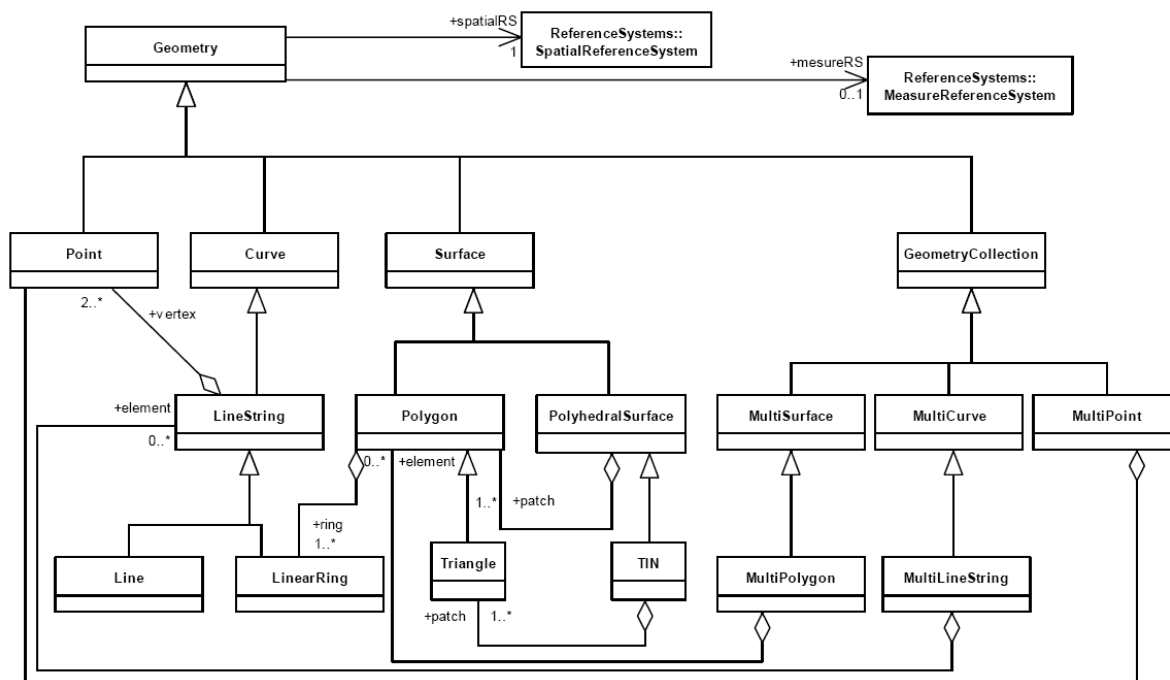 +spatialRS
ReferenceSystems::
SpatialReferenceSystem
1
Geometry
+mesureRS
ReferenceSystems::
MeasureReferenceSystem
0..1
Point
Curve
Surface
GeometryCollection
2..*
+vertex
+element
0..*
LineString
Polygon
PolyhedralSurface
MultiSurface
MultiCurve
MultiPoint
0..*
+element
1..*
+patch
+ring
1..*
Line
LinearRing
Triangle
TIN
MultiPolygon
MultiLineString
+patch
1..*